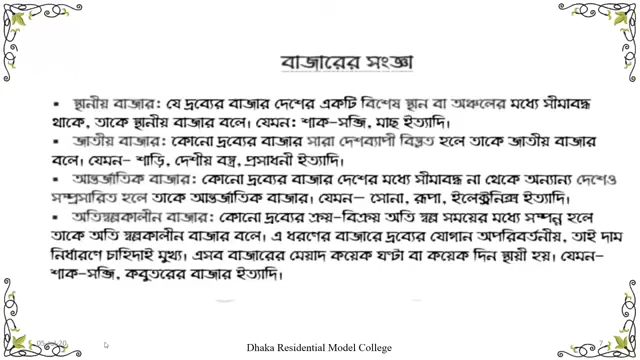 বাজারের সংজ্ঞা
▪ স্থানীয় বাজার: যে দ্রব্যের বাজার দেশের একটি বিশেষ স্থান বা অঞ্চলের মধ্যে সীমাবদ্ধ
থাকে, তাকে স্থানীয় বাজার বলে। যেমন: শাক-সব্জি, মাছ ইত্যাদি।
▪ জাতীয় বাজার: কোনো দ্রব্যের বাজার সারা দেশব্যাপী বিস্তৃত হলে তাকে জাতীয় বাজার
বলে। যেমন– শাড়ি, দেশীয় বস্ত্র, প্রসাধনী ইত্যাদি।
▪ আন্তর্জাতিক বাজার: কোনো দ্রব্যের বাজার দেশের মধ্যে সীমাবদ্ধ না থেকে অন্যান্য দেশেও
সম্প্রসারিত হলে তাকে আন্তর্জাতিক বাজার। যেমন– সোনা, রূপা, ইলেক্ট্রনিক্স ইত্যাদি।
▪ অতিস্বল্পকালীন বাজার: কোনো দ্রব্যের ক্রয়-বিক্রয় অতি স্বল্প সময়ের মধ্যে সম্পন্ন হলে
তাকে অতি স্বল্পকালীন বাজার বলে। এ ধরণের বাজারে দ্রব্যের যোগান অপরিবর্তনীয়, তাই দাম
নির্ধারণে চাহিদাই মুখ্য। এসব বাজারের মেয়াদ কয়েক ঘণ্টা বা কয়েক দিন স্থায়ী হয়। যেমন–
শাক-সব্জি, কবুতরের বাজার ইত্যাদি।
Dhaka Residential Model College
7